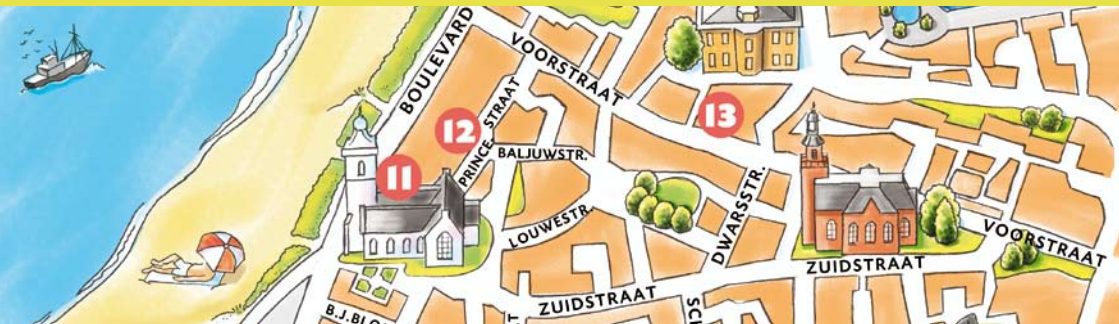 BOULEVARD
VOORSTRAAT
PRINCE STRAAT
12
13
11
BALJUWSTR.
LOUWESTR.
DWARSSTR.
VOORSTRAAT
ZUIDSTRAAT
ZUIDSTRAAT